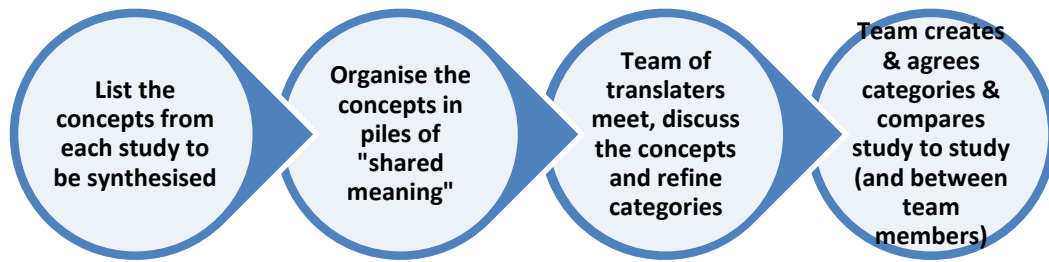 List the
concepts from
each study to
be synthesised
Organise the
concepts in
piles of
"shared
meaning"
Team of
translaters
meet, discuss
the concepts
and refine
categories
Team creates
& agrees
categories &
compares
study to study
(and between
team
members)